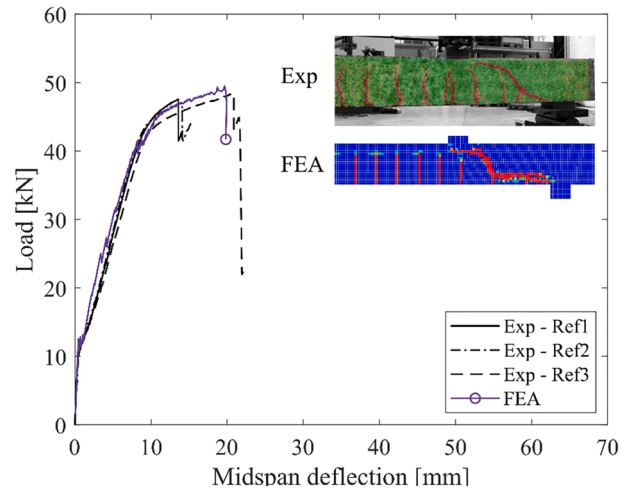 60
50
40
30
20
10
0
Load [kN]
Exp
FEA
Exp - Ref1
Exp - Ref2
Exp - Ref3
FEA
0 10 20 30 40 50 60 70
Midspan deflection [mm]